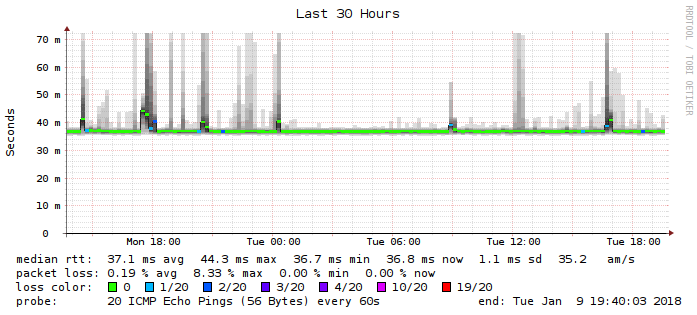 Last 30 Hours
RRDTOOL / TOBI OETIKER
Seconds
70 m
60 m
50 m
40 m
30 m
20 m
10 m
0
Mon 18:00 Tue 00:00 Tue 06:00 Tue 12:00 Tue 18:00
median rtt: 37.1 ms avg 44.3 ms max 36.7 ms min 36.8 ms now 1.1 ms sd 35.2 am/s
packet loss: 0.19 % avg 8.33 % max 0.00 % min 0.00 % now
loss color: 0 1/20 2/20 3/20 4/20 10/20 19/20
probe: 20 ICMP Echo Pings (56 Bytes) every 60s end: Tue Jan 9 19:40:03 2018